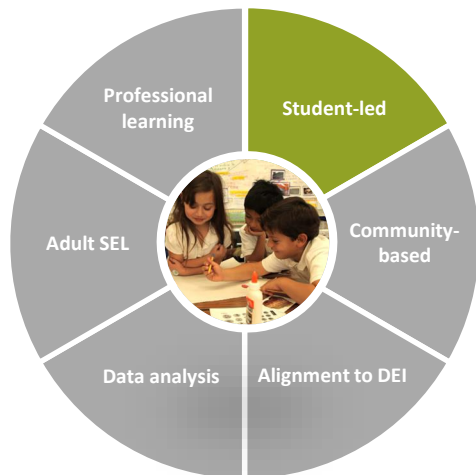 Professional
learning
Student-led
Adult SEL
Community-
based
Data analysis
Alignment to DEI